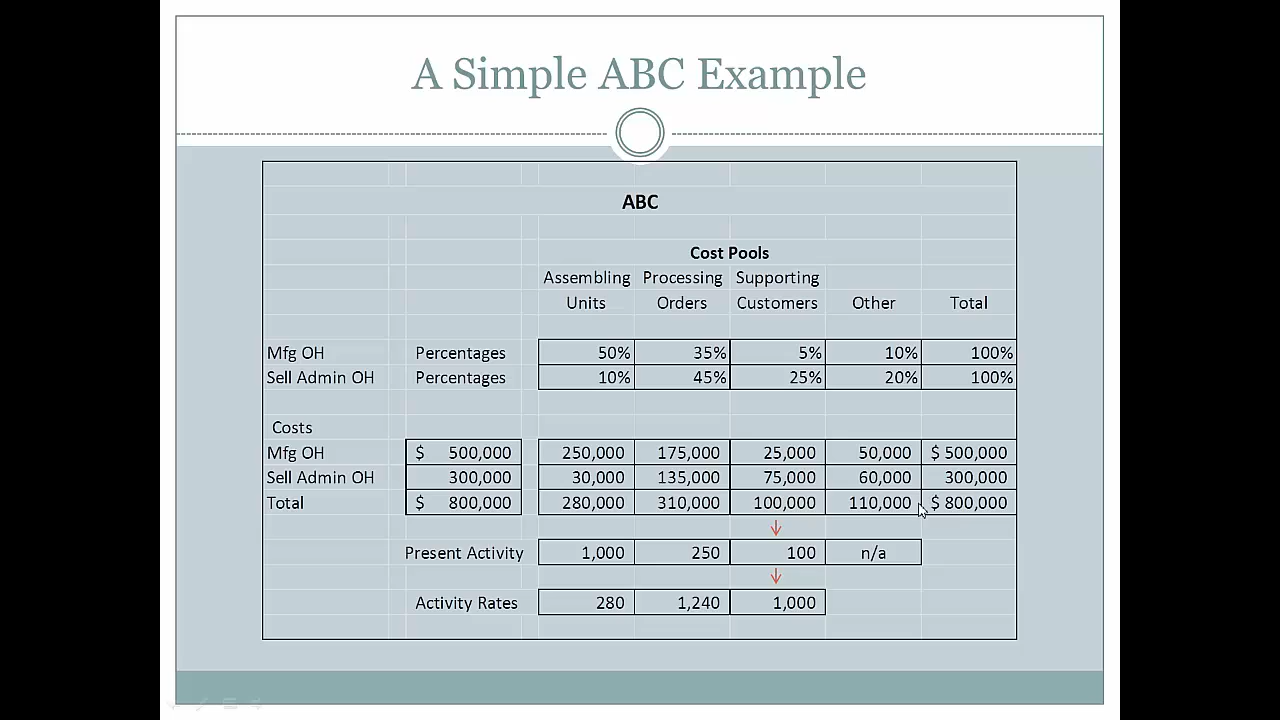 A Simple ABC Example
ABC
Cost Pools
Assembling Processing Supporting
Units Orders Customers Other Total
Mfg OH Percentages 50% 35% 5% 10% 100%
Sell Admin OH Percentages 10% 45% 25% 20% 100%
Costs
Mfg OH $ 500,000 250,000 175,000 25,000 50,000 $ 500,000
Sell Admin OH 300,000 30,000 135,000 75,000 60,000 300,000
Total $ 800,000 280,000 310,000 100,000 110,000 $ 800,000
Present Activity 1,000 250 100 n/a
Activity Rates 280 1,240 1,000